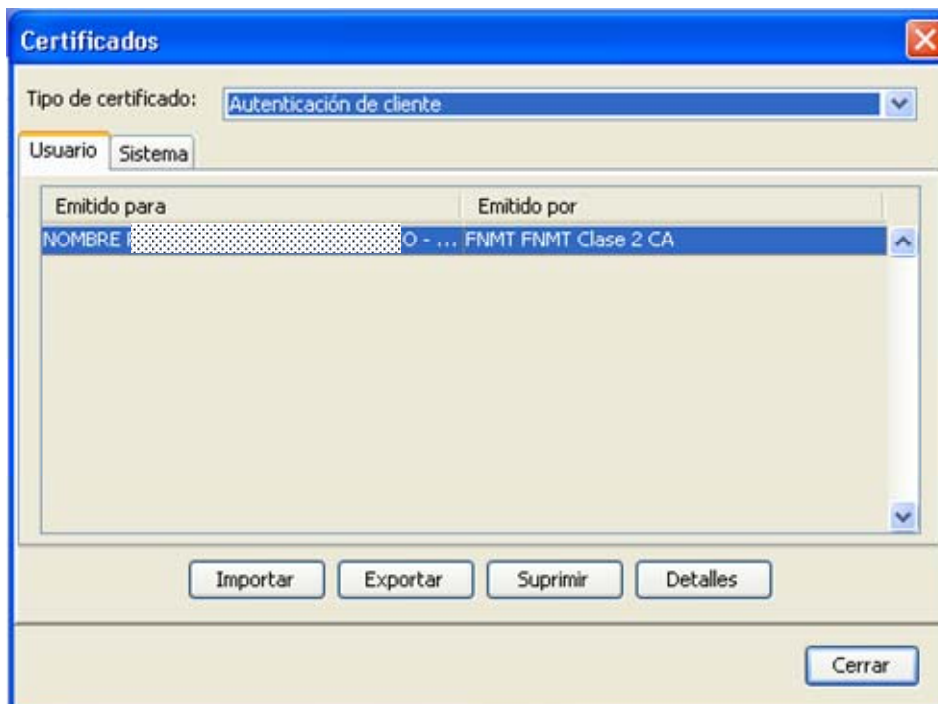 Certificados
Tipo de certificado: Autenticación de cliente
Usuario Sistema
Emitido para Emitido por
NOMBRE O - ... FNMT FNMT Clase 2 CA
Importar Exportar Suprimir Detalles
Cerrar